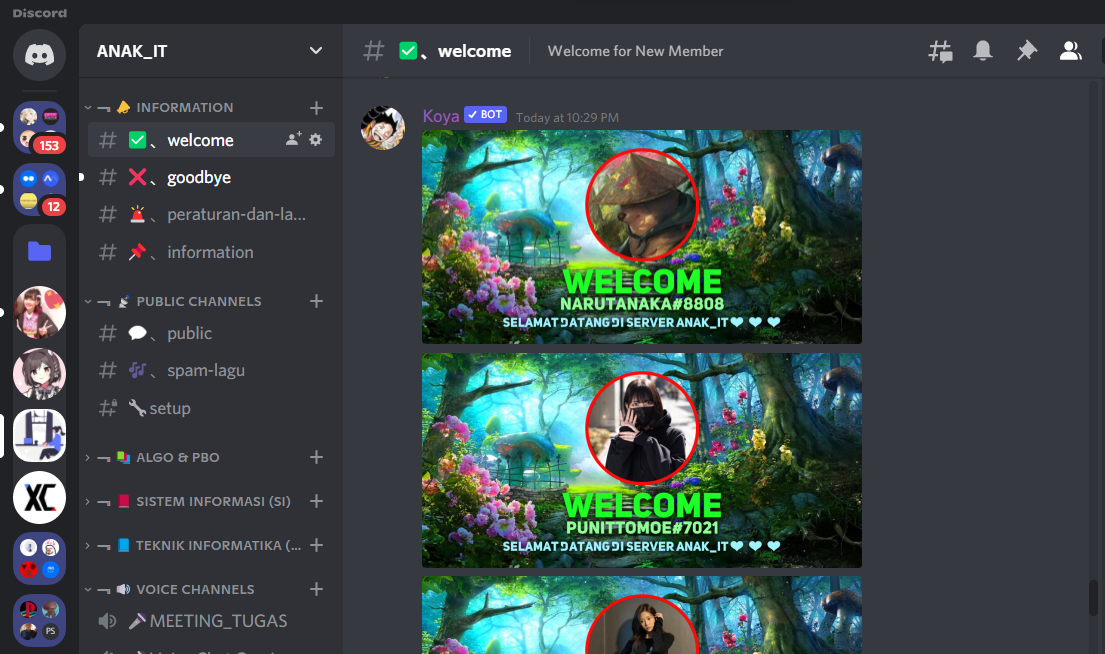 Discord
ANAK_IT
✅、welcome
Welcome for New Member
153
12
INFORMATION
✅、welcome
❌、goodbye
🚨、peraturan-dan-la...
📌、information
PUBLIC CHANNELS
💬、public
🎶、spam-lagu
🔧setup
ALGO & PBO
SISTEM INFORMASI (SI)
TEKNIK INFORMATIKA (...
VOICE CHANNELS
MEETING_TUGAS
XC
PS
Koya ✓ BOT Today at 10:29 PM
WELCOME
NARUTANAKA#8808
SELAMAT DATANG DI SERVER ANAK_IT ❤ ❤ ❤
WELCOME
PUNITTOMOE#7021
SELAMAT DATANG DI SERVER ANAK_IT ❤ ❤ ❤